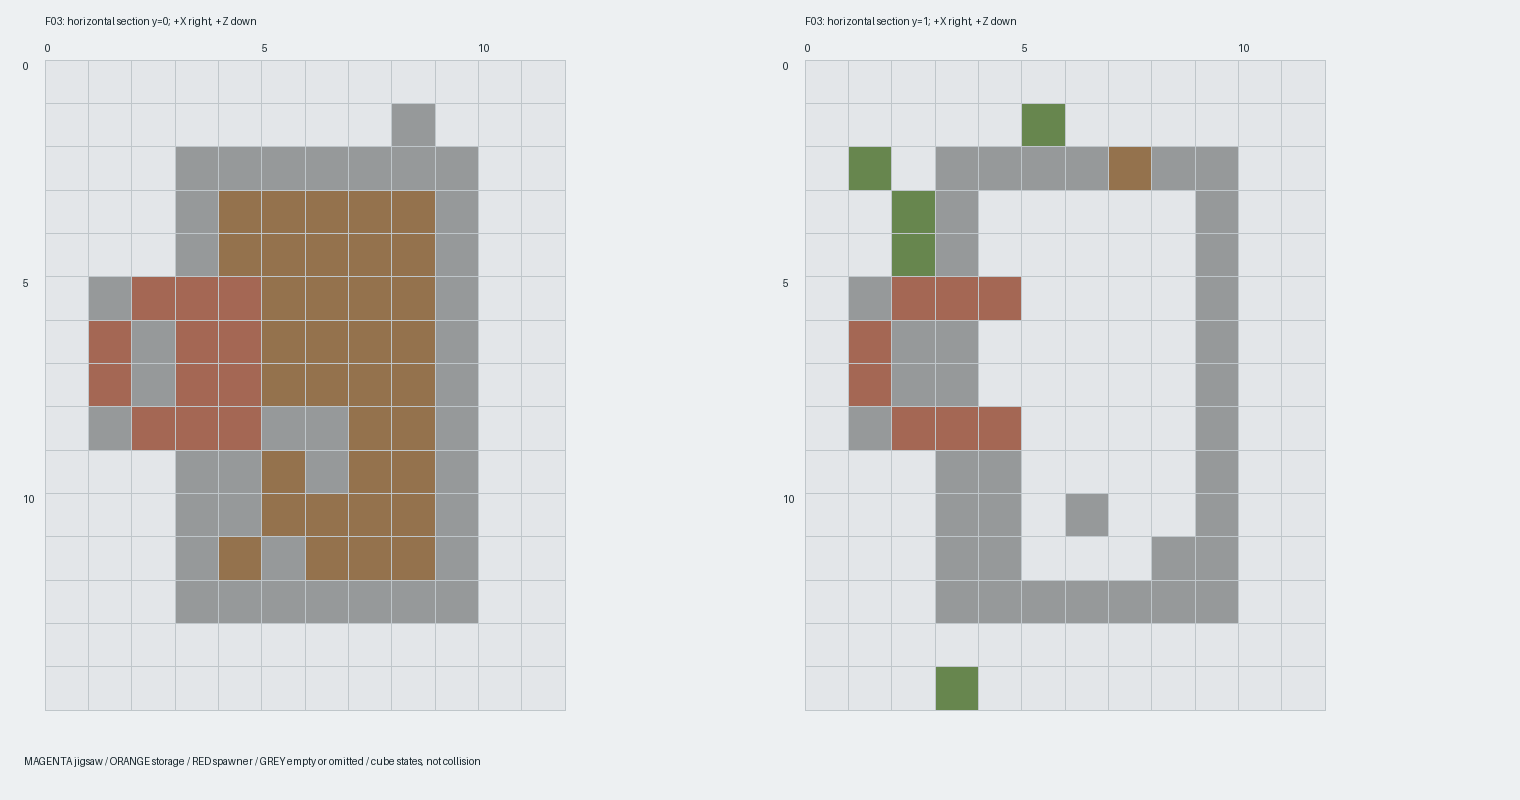 F03: horizontal section y=0; +X right, +Z down
F03: horizontal section y=1; +X right, +Z down
0 5 10
0 5 10
0
0
5
5
10
10
MAGENTA jigsaw / ORANGE storage / RED spawner / GREY empty or omitted / cube states, not collision